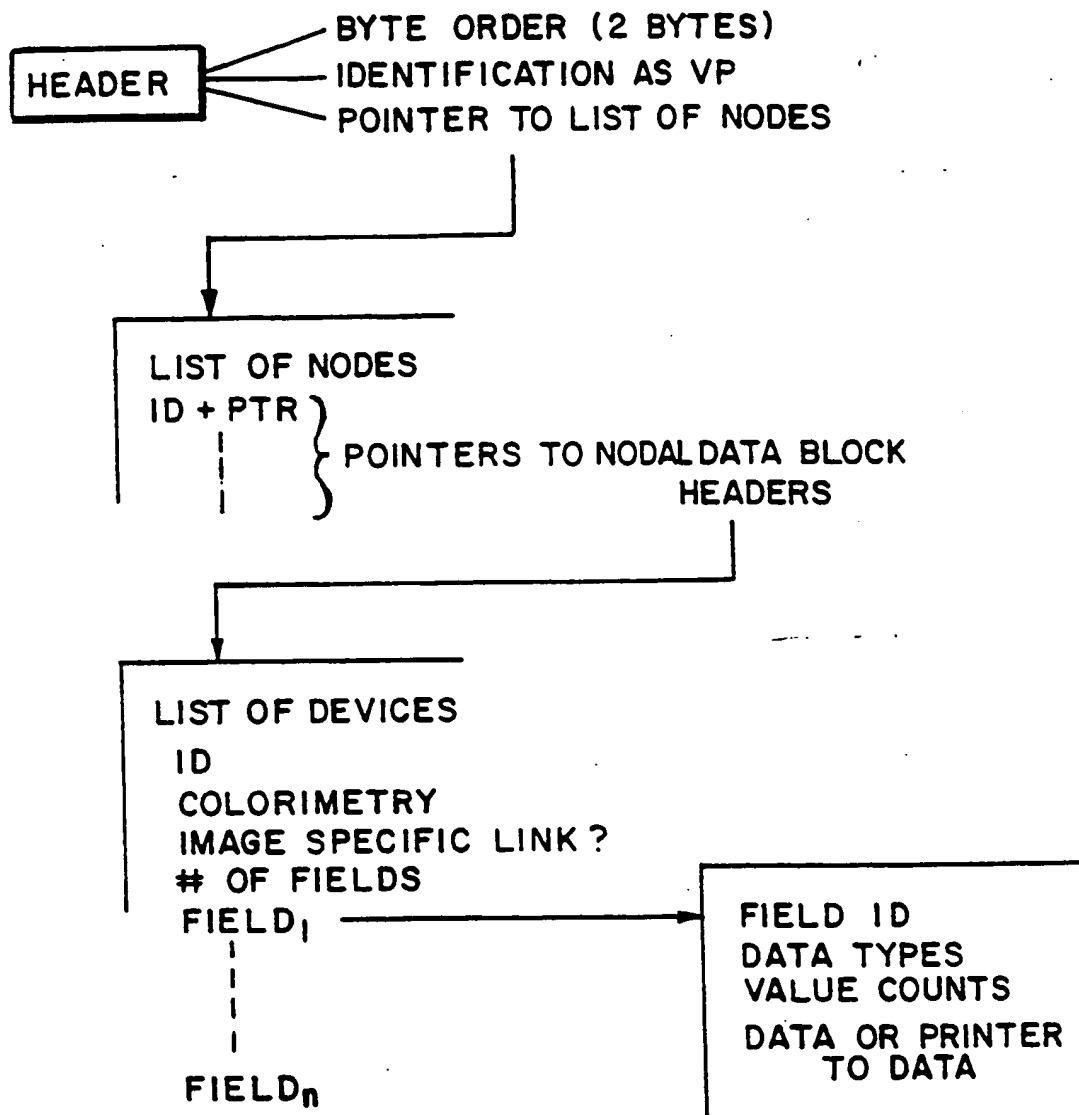 HEADER
BYTE ORDER (2 BYTES)
IDENTIFICATION AS VP
POINTER TO LIST OF NODES
LIST OF NODES
ID + PTR
POINTERS TO NODAL DATA BLOCK
HEADERS
LIST OF DEVICES
ID
COLORIMETRY
IMAGE SPECIFIC LINK?
# OF FIELDS
FIELD₁
FIELDₙ
FIELD ID
DATA TYPES
VALUE COUNTS
DATA OR PRINTER
TO DATA